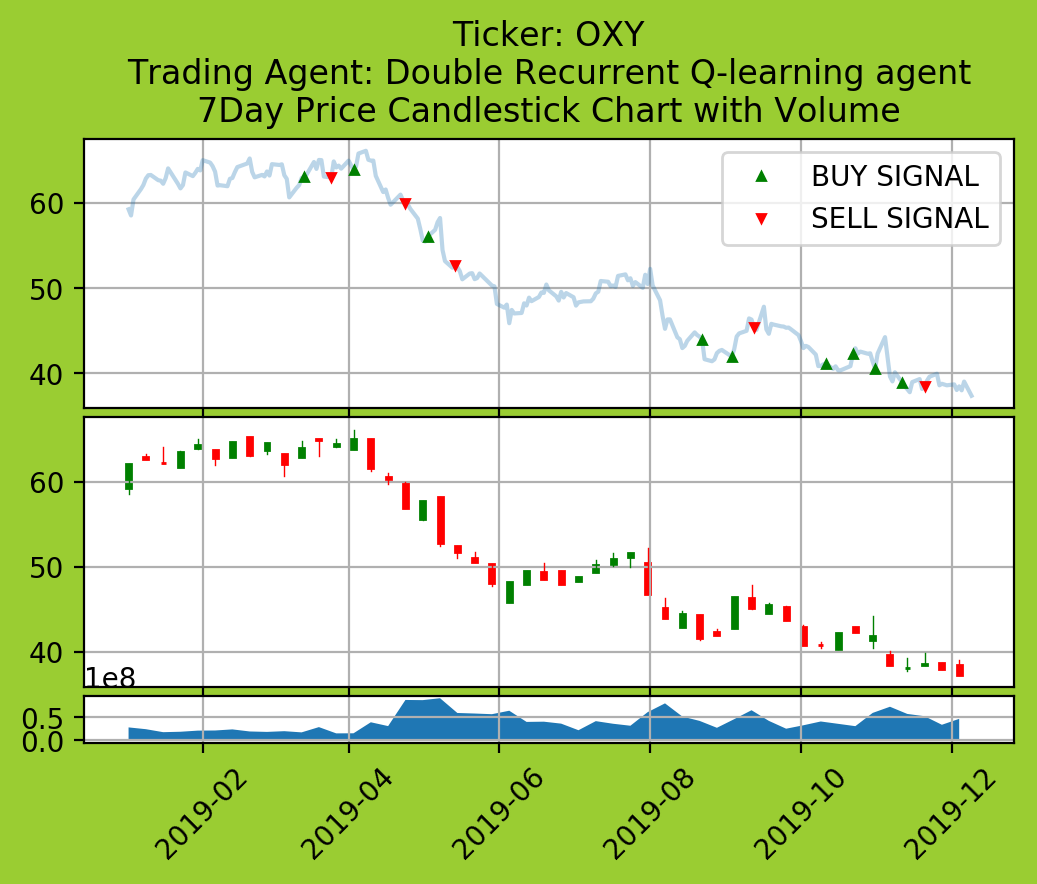 Ticker: OXY
Trading Agent: Double Recurrent Q-learning agent
7Day Price Candlestick Chart with Volume
BUY SIGNAL
SELL SIGNAL
60
50
40
60
50
40
1e8
0.5
0.0
2019-02
2019-04
2019-06
2019-08
2019-10
2019-12